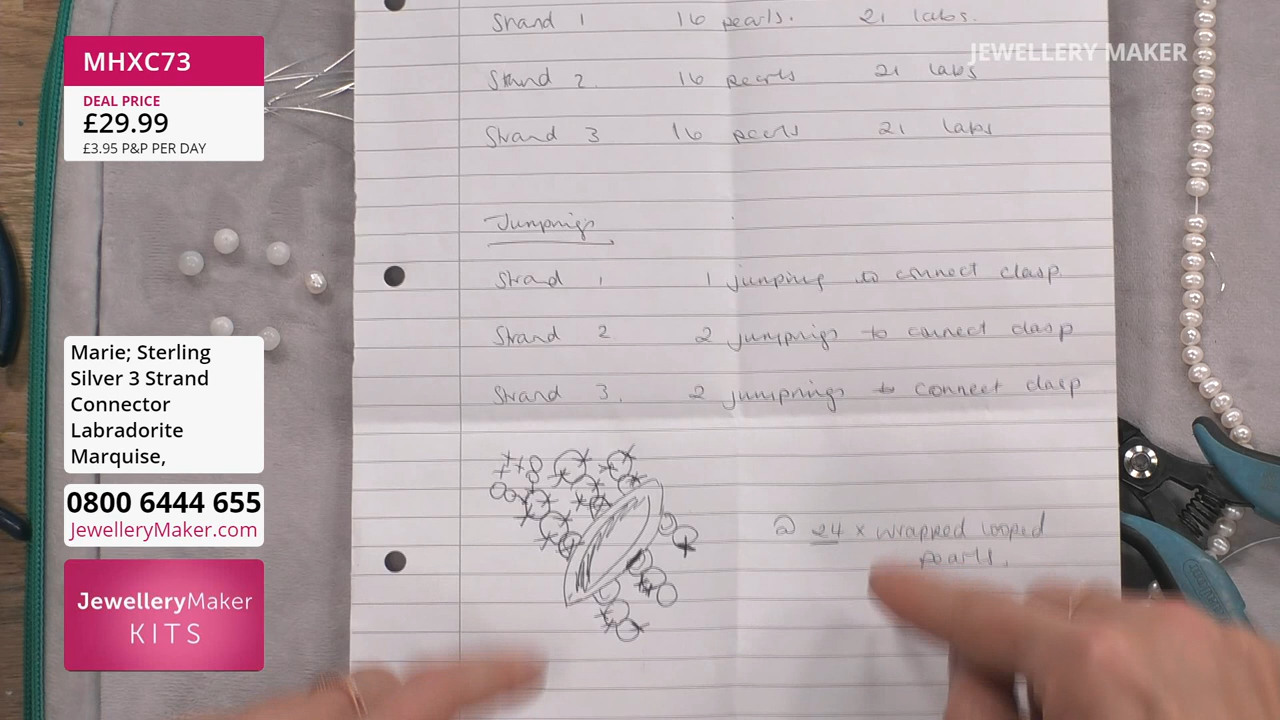 MHXC73
DEAL PRICE
£29.99
£3.95 P&P PER DAY
Marie; Sterling
Silver 3 Strand
Connector
Labradorite
Marquise,
0800 6444 655
JewelleryMaker.com
JewelleryMaker
KITS
JEWELLERY MAKER
Strand 1 16 pearls. 21 labs.
Strand 2. 16 pearls 21 labs
Strand 3 16 pearls 21 labs
Jumprings
Strand 1 1 jumpring to connect clasp
Strand 2 2 jumprings to connect clasp
Strand 3. 2 jumprings to connect clasp
24 x wrapped looped
pearls.